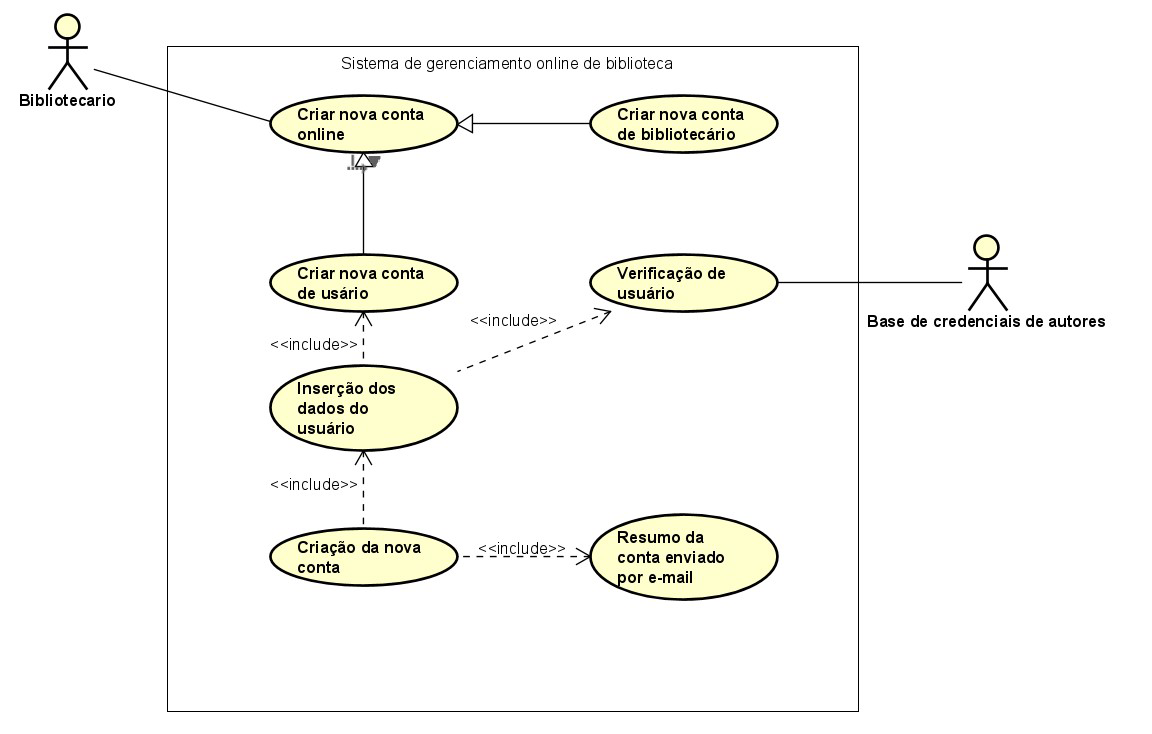 Sistema de gerenciamento online de biblioteca
Bibliotecario
Criar nova conta
online
Criar nova conta
de bibliotecário
Criar nova conta
de usário
Verificação de
usuário
Base de credenciais de autores
<<include>>
<<include>>
Inserção dos
dados do
usuário
<<include>>
Criação da nova
conta
<<include>>
Resumo da
conta enviado
por e-mail